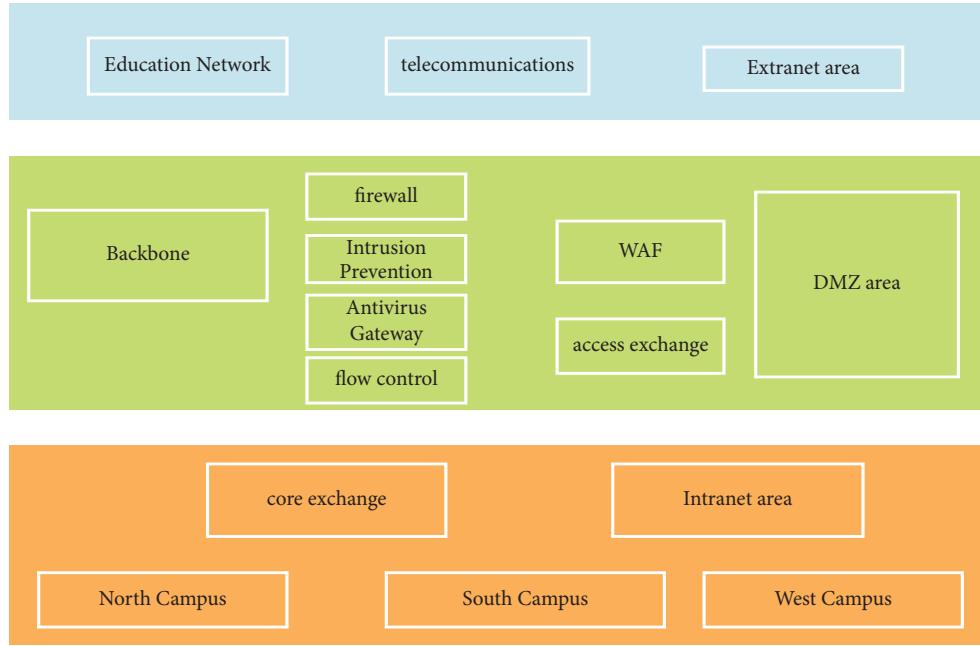 Education Network
telecommunications
Extranet area
Backbone
firewall
Intrusion
Prevention
Antivirus
Gateway
flow control
WAF
access exchange
DMZ area
core exchange
Intranet area
North Campus
South Campus
West Campus